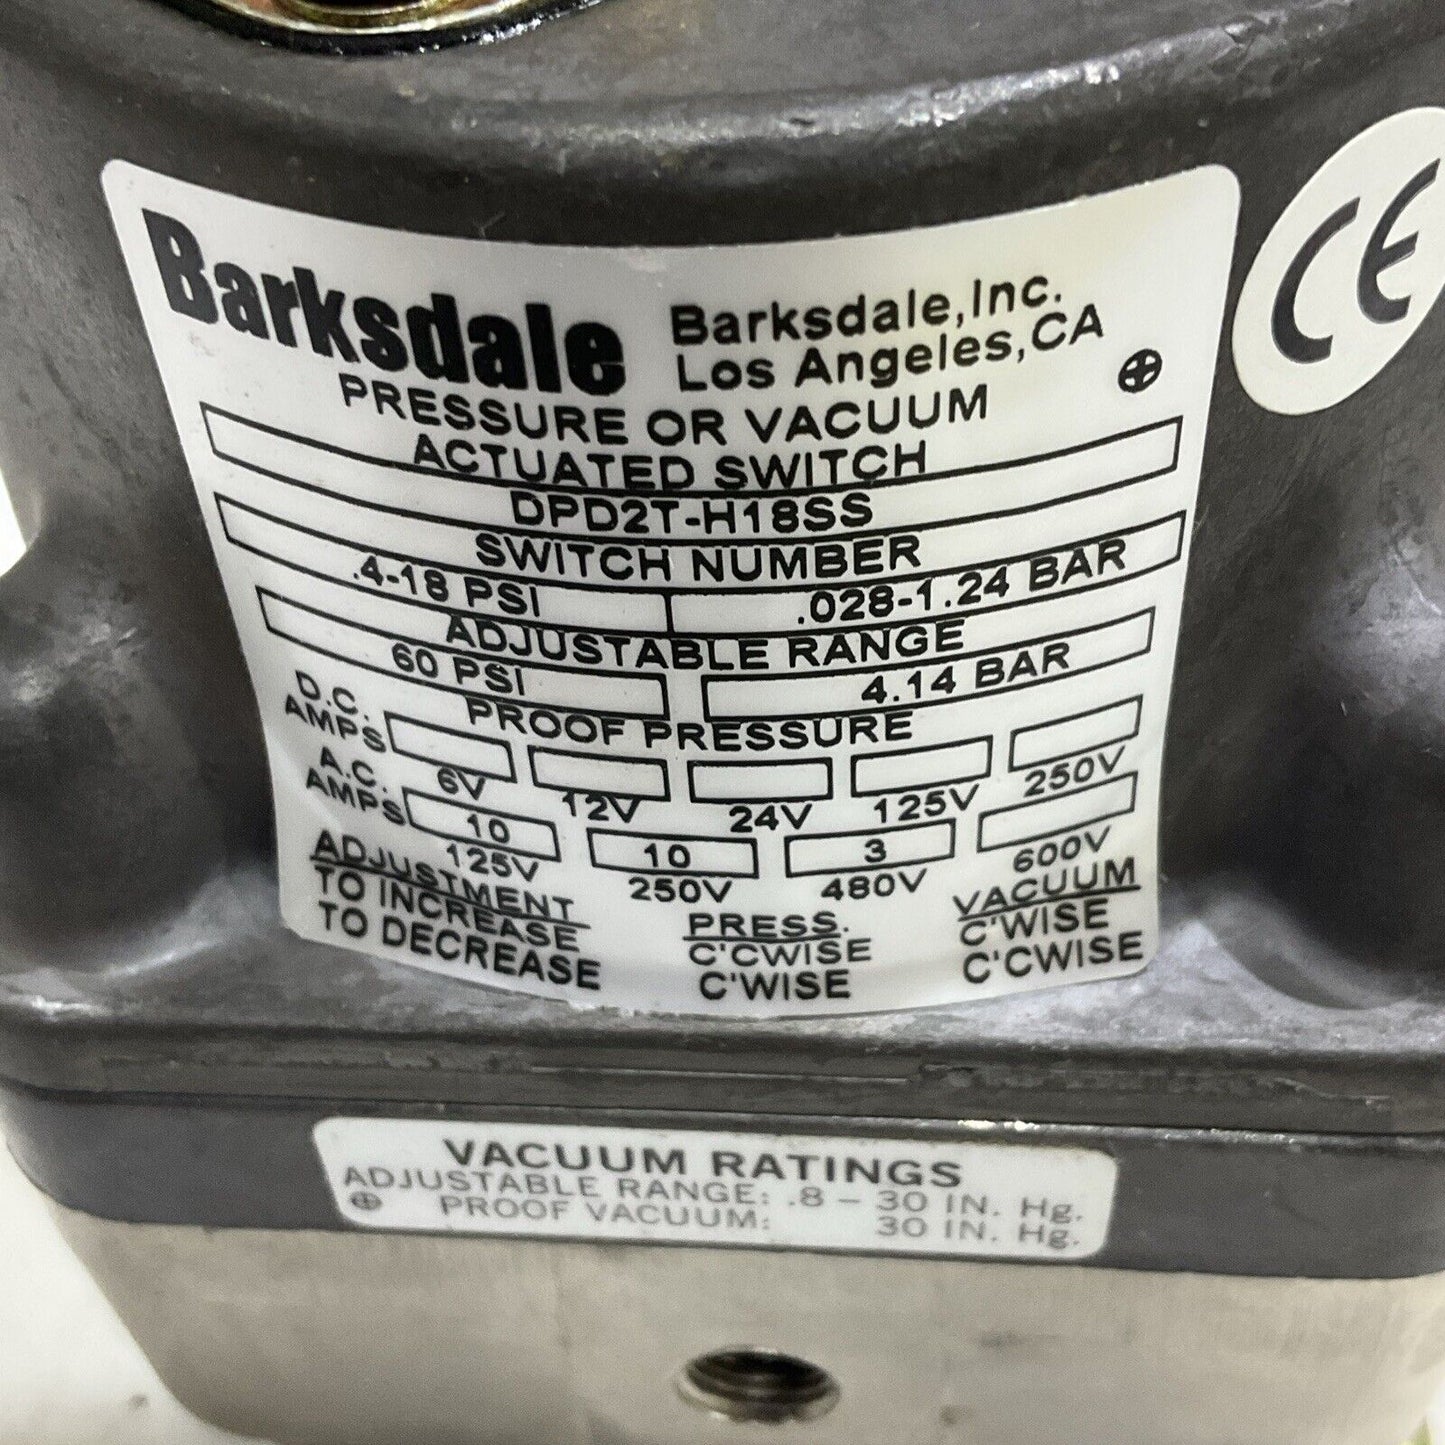 Barksdale
Barksdale, Inc.
Los Angeles, CA
CE
PRESSURE OR VACUUM
ACTUATED SWITCH
DPD2T-H18SS
SWITCH NUMBER
.4-18 PSI .028-1.24 BAR
ADJUSTABLE RANGE
60 PSI 4.14 BAR
PROOF PRESSURE
D.C.
AMPS
6V 12V 24V 125V 250V
A.C.
AMPS
10 10 3
125V 250V 480V 600V
ADJUSTMENT PRESS. VACUUM
TO INCREASE C'CWISE C'WISE
TO DECREASE C'WISE C'CWISE
VACUUM RATINGS
ADJUSTABLE RANGE: .8 – 30 IN. Hg.
PROOF VACUUM: 30 IN. Hg.